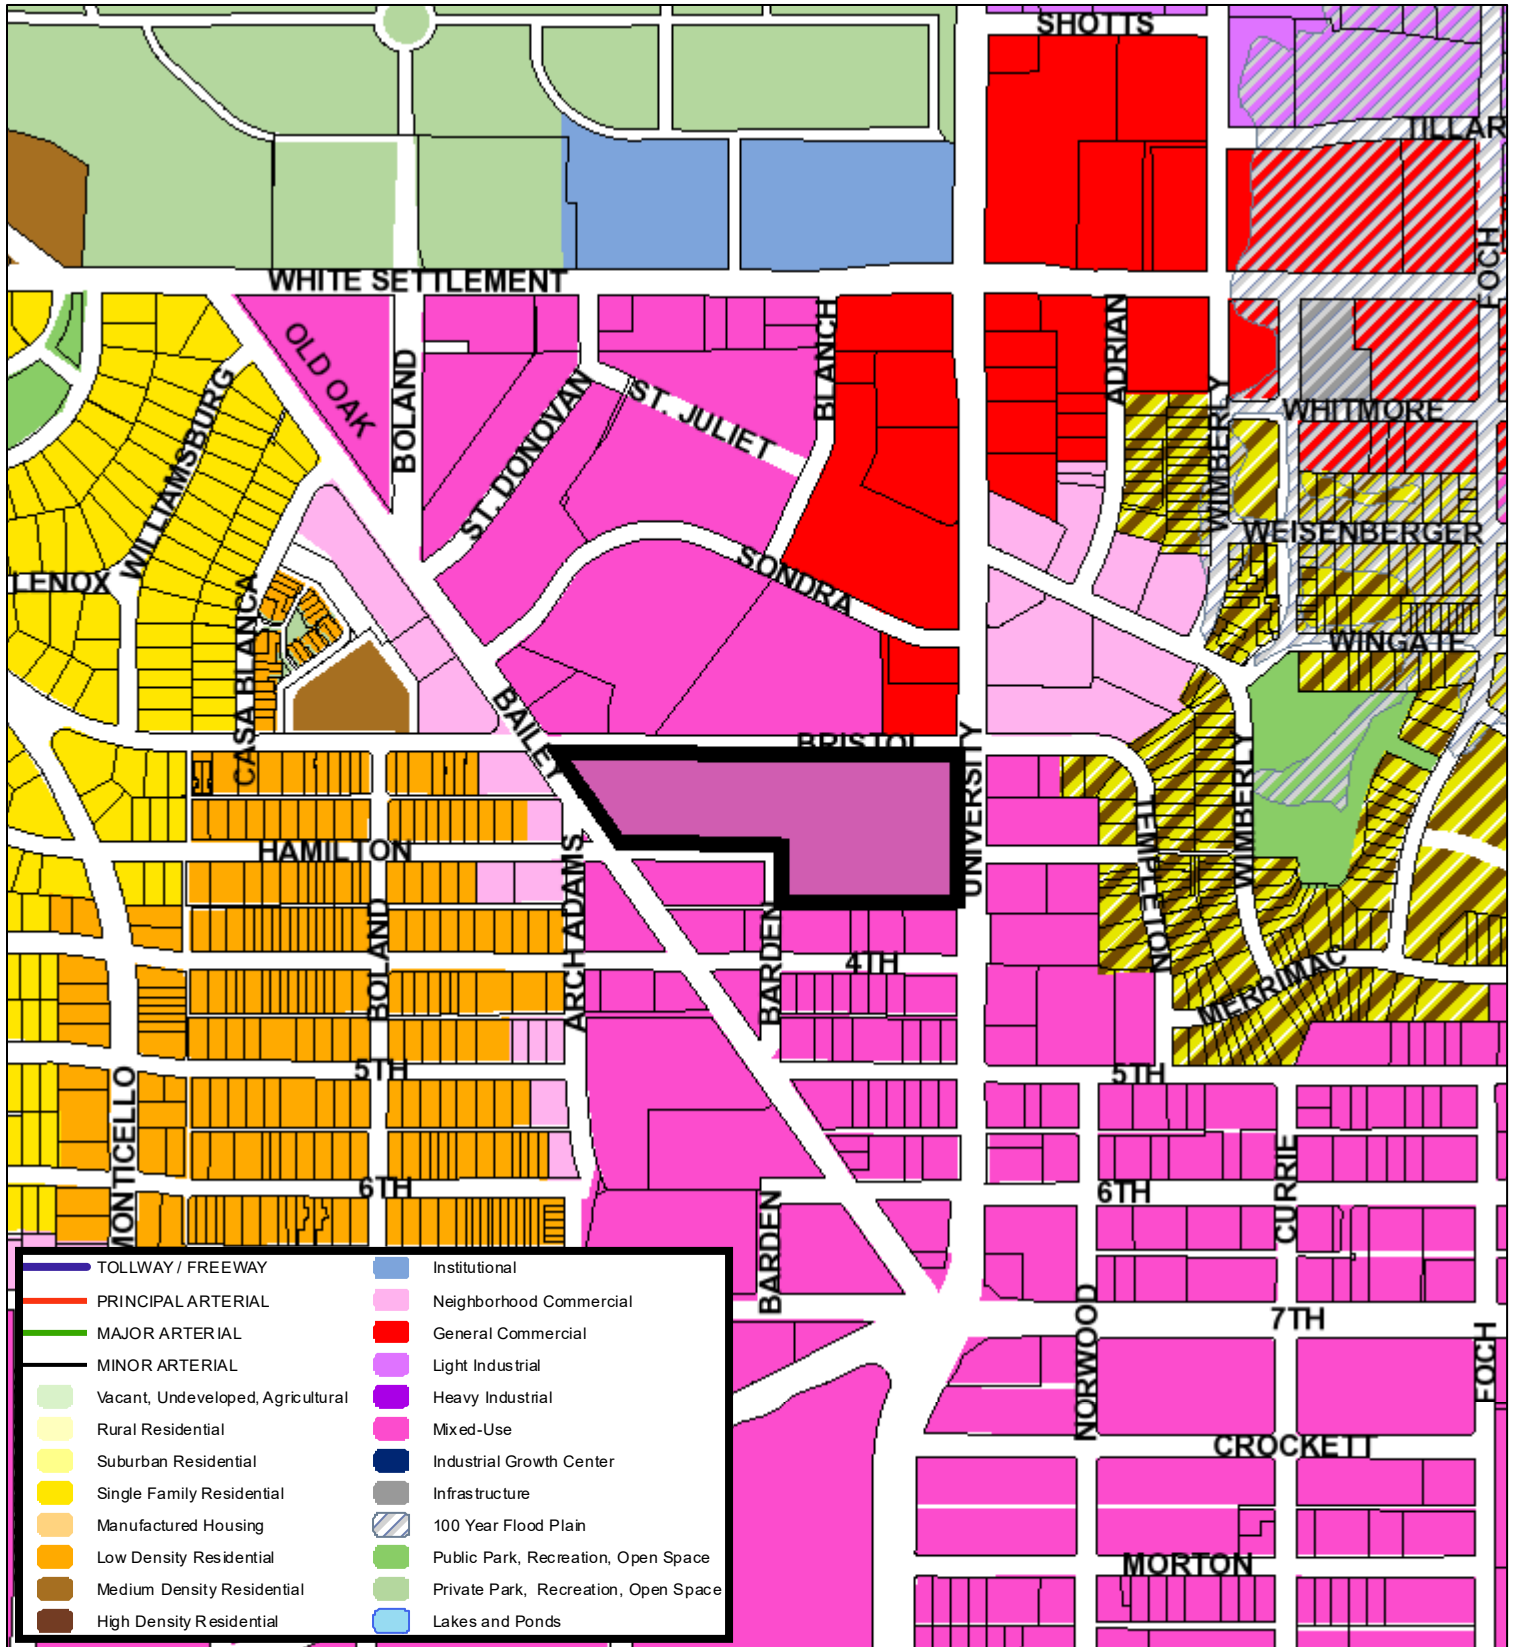 SHOTTS
TILLAR
FOCH
WHITE SETTLEMENT
OLD OAK
BOLAND
BLANCH
ADRIAN
WILLIAMSBURG
ST. DONOVAN
ST. JULIET
WIMBERLY
WHITMORE
WEISENBERGER
SONDRA
LENOX
CASA BLANCA
WINGATE
BAILEY
BRISTOL
UNIVERSITY
TEMPLETON
WIMBERLY
HAMILTON
ARCH ADAMS
BOLAND
BARDEN
4TH
MERRIMAC
5TH
5TH
MONTICELLO
6TH
6TH
CURRIE
BARDEN
NORWOOD
7TH
FOCH
CROCKETT
MORTON
TOLLWAY / FREEWAY
PRINCIPAL ARTERIAL
MAJOR ARTERIAL
MINOR ARTERIAL
Vacant, Undeveloped, Agricultural
Rural Residential
Suburban Residential
Single Family Residential
Manufactured Housing
Low Density Residential
Medium Density Residential
High Density Residential
Institutional
Neighborhood Commercial
General Commercial
Light Industrial
Heavy Industrial
Mixed-Use
Industrial Growth Center
Infrastructure
100 Year Flood Plain
Public Park, Recreation, Open Space
Private Park, Recreation, Open Space
Lakes and Ponds